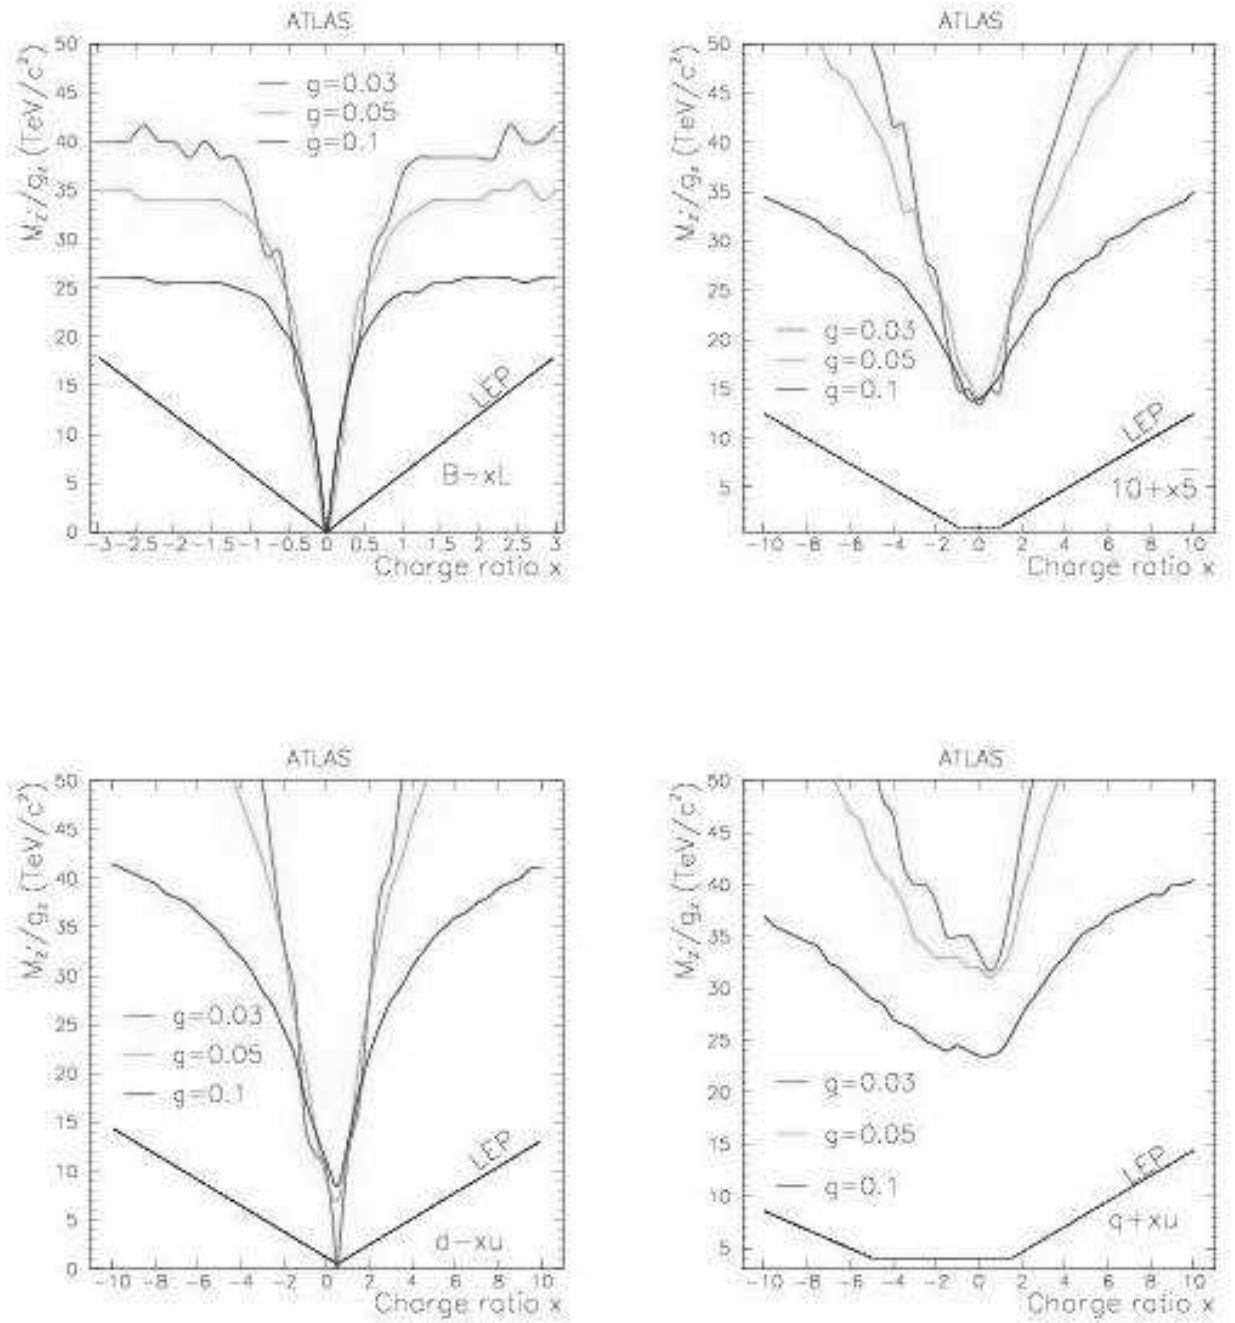 ATLAS
M_Z'/g_z (TeV/c²)
50
45
40
35
30
25
20
15
10
5
0
g=0.03
g=0.05
g=0.1
LEP
B-xL
-3 -2.5 -2 -1.5 -1 -0.5 0 0.5 1 1.5 2 2.5 3
Charge ratio x
ATLAS
M_Z'/g_z (TeV/c²)
50
45
40
35
30
25
20
15
10
5
g=0.03
g=0.05
g=0.1
LEP
10+x5̅
-10 -8 -6 -4 -2 0 2 4 6 8 10
Charge ratio x
ATLAS
M_Z'/g_z (TeV/c²)
50
45
40
35
30
25
20
15
10
5
0
g=0.03
g=0.05
g=0.1
LEP
d-xu
-10 -8 -6 -4 -2 0 2 4 6 8 10
Charge ratio x
ATLAS
M_Z'/g_z (TeV/c²)
50
45
40
35
30
25
20
15
10
5
g=0.03
g=0.05
g=0.1
LEP
q+xu
-10 -8 -6 -4 -2 0 2 4 6 8 10
Charge ratio x